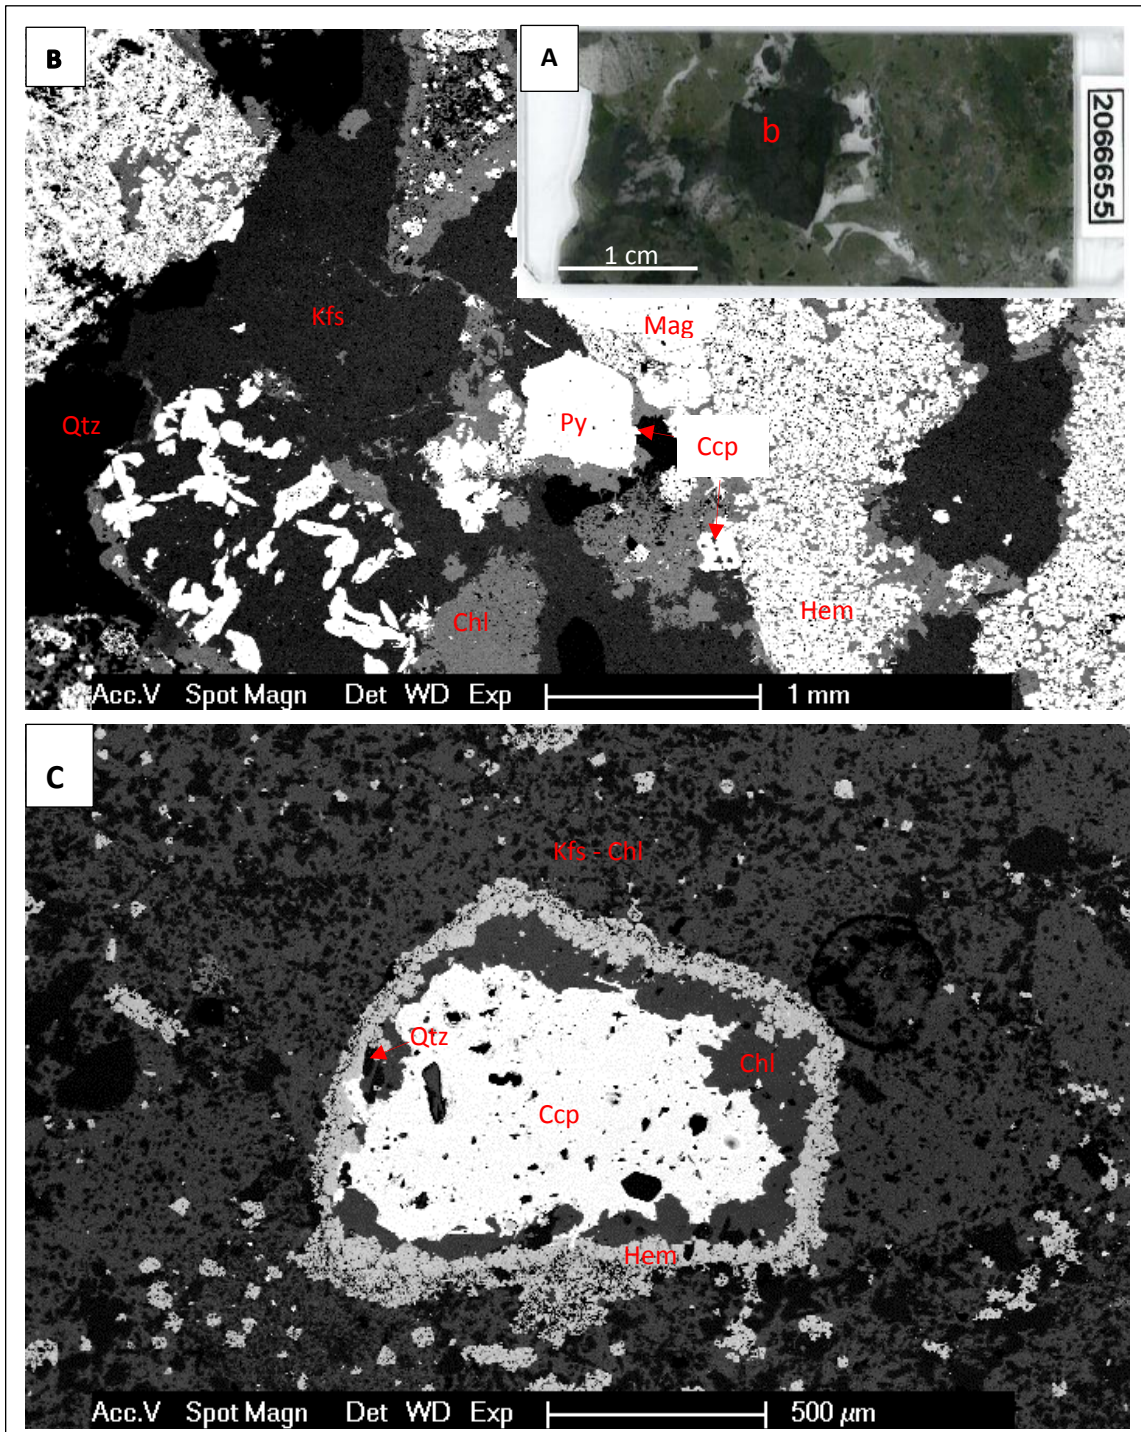 B
A
b
2066655
1 cm
Kfs
Mag
Qtz
Py
Ccp
Chl
Hem
Acc.V Spot Magn Det WD Exp 1 mm
C
Kfs - Chl
Qtz
Chl
Ccp
Hem
Acc.V Spot Magn Det WD Exp 500 µm